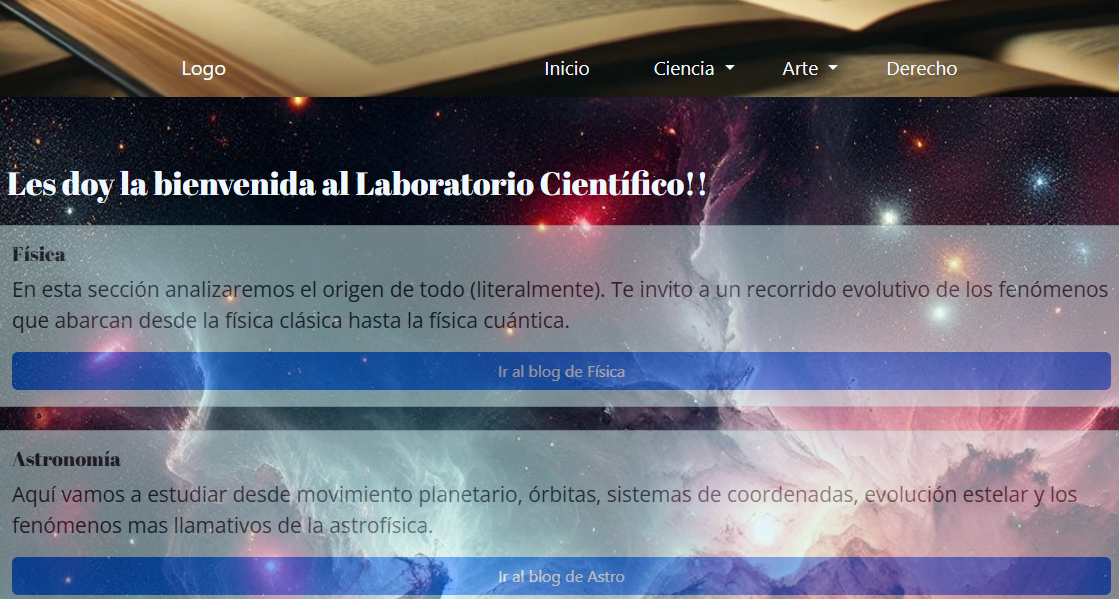 Logo Inicio Ciencia Arte Derecho
Les doy la bienvenida al Laboratorio Científico!!
Física
En esta sección analizaremos el origen de todo (literalmente). Te invito a un recorrido evolutivo de los fenómenos
que abarcan desde la física clásica hasta la física cuántica.
Ir al blog de Física
Astronomía
Aquí vamos a estudiar desde movimiento planetario, órbitas, sistemas de coordenadas, evolución estelar y los
fenómenos mas llamativos de la astrofísica.
Ir al blog de Astro